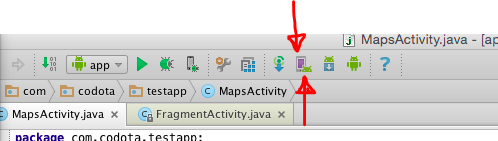 MapsActivity.java - [ap
app
com codota testapp MapsActivity
MapsActivity.java × FragmentActivity.java ×
package com.codota.testapp;